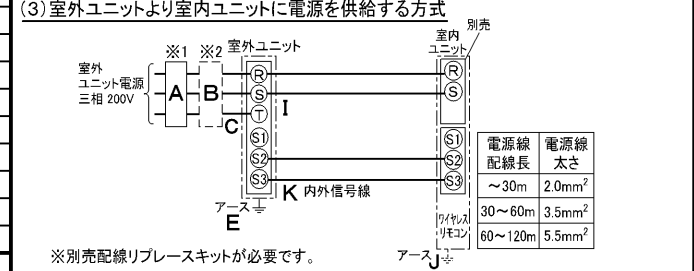 (3)室外ユニットより室内ユニットに電源を供給する方式
※1 ※2 室外ユニット
室内
ユニット
別売
室外
ユニット電源
三相 200V
A
B
C
R
S
T
S1
S2
S3
I
K 内外信号線
アース
E
R
S
S1
S2
S3
ワイヤレス
リモコン
アース
J
電源線
配線長
電源線
太さ
~30m 2.0mm²
30~60m 3.5mm²
60~120m 5.5mm²
※別売配線リプレースキットが必要です。